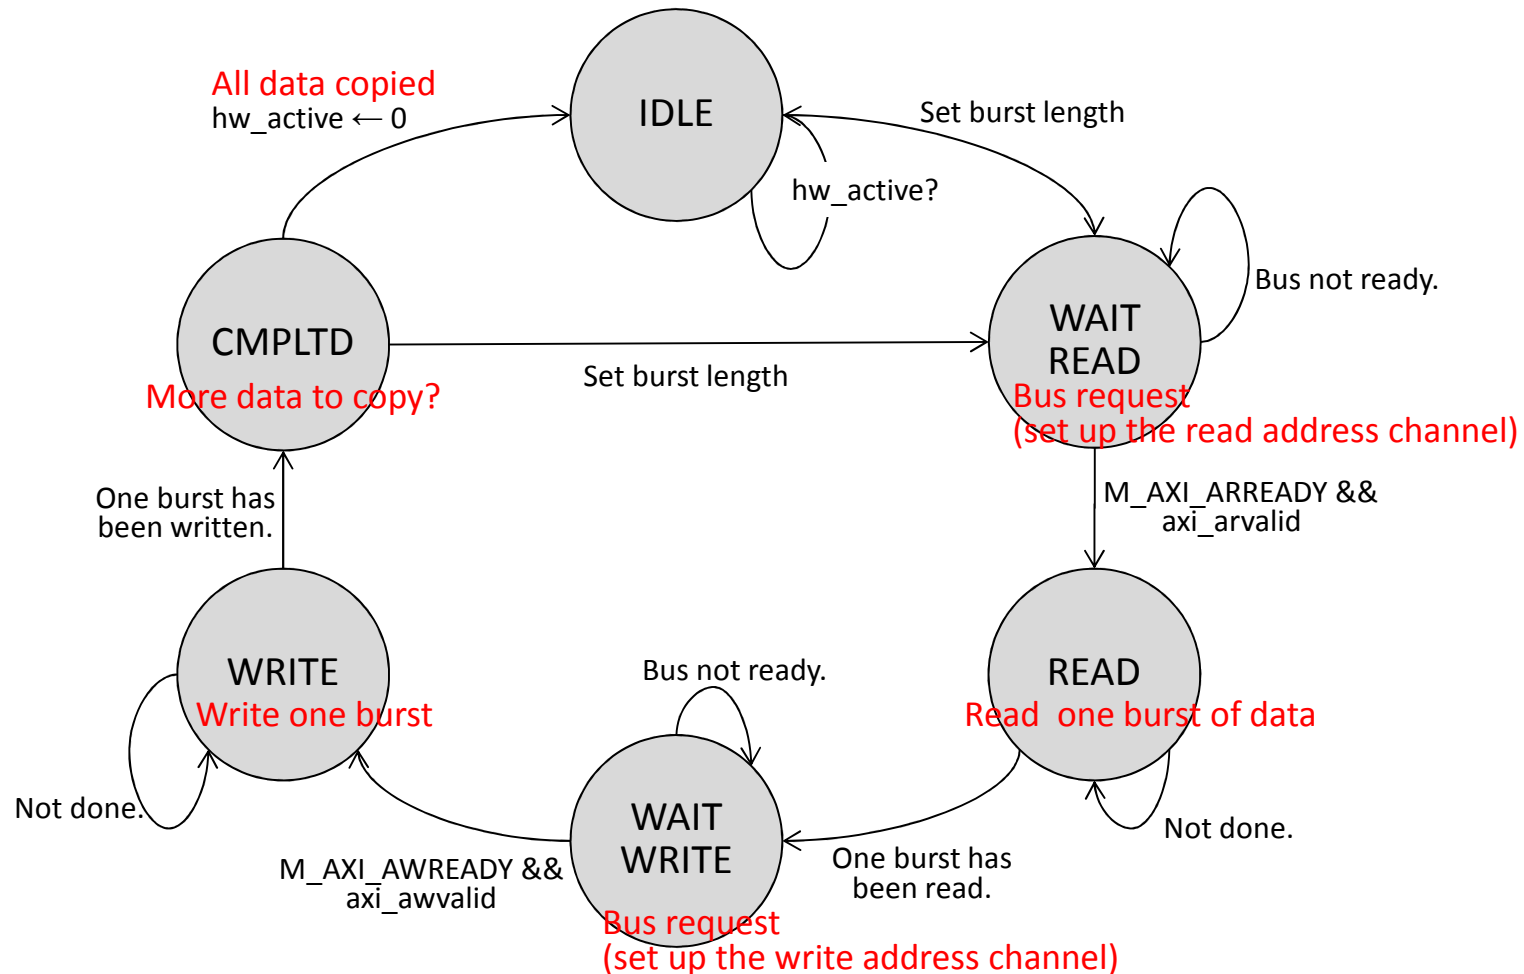 All data copied
hw_active ← 0
IDLE
Set burst length
hw_active?
Bus not ready.
WAIT
READ
Bus request
(set up the read address channel)
CMPLTD
More data to copy?
Set burst length
One burst has
been written.
M_AXI_ARREADY &&
axi_arvalid
WRITE
Write one burst
Bus not ready.
READ
Read  one burst of data
Not done.
WAIT
WRITE
Not done.
M_AXI_AWREADY &&
axi_awvalid
One burst has
been read.
Bus request
(set up the write address channel)